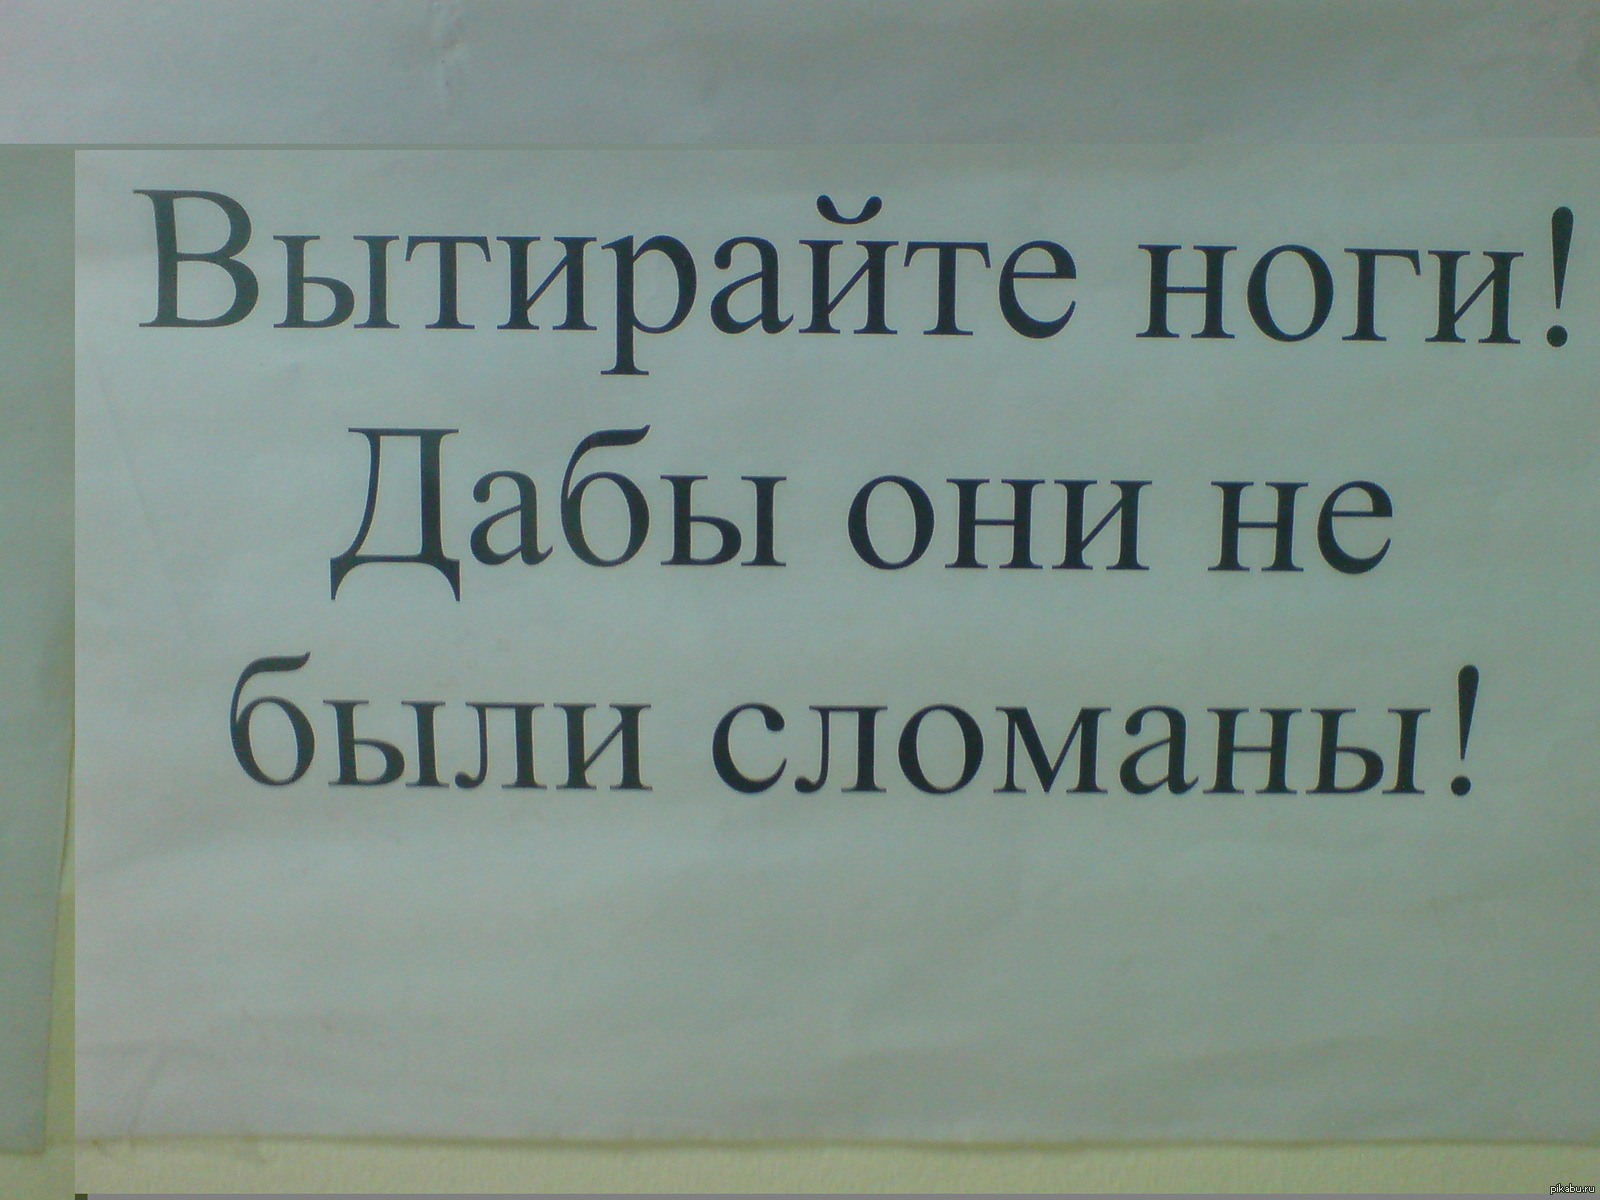 Вытирайте ноги!
Дабы они не
были сломаны!
pikabu.ru